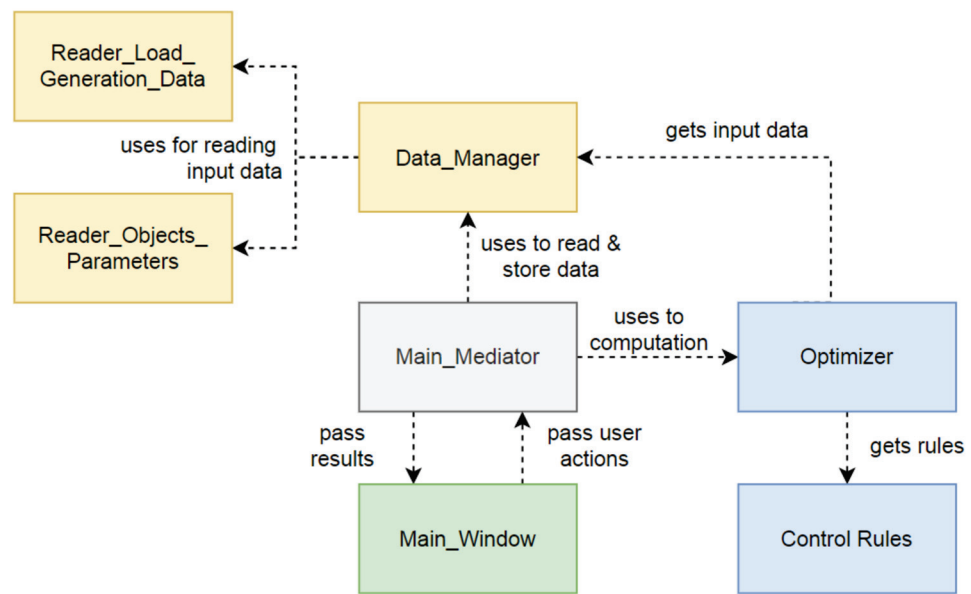 Reader_Load_
Generation_Data
uses for reading
input data
Reader_Objects_
Parameters
Data_Manager
gets input data
uses to read &
store data
Main_Mediator
uses to
computation
Optimizer
pass
results
pass user
actions
gets rules
Main_Window
Control Rules